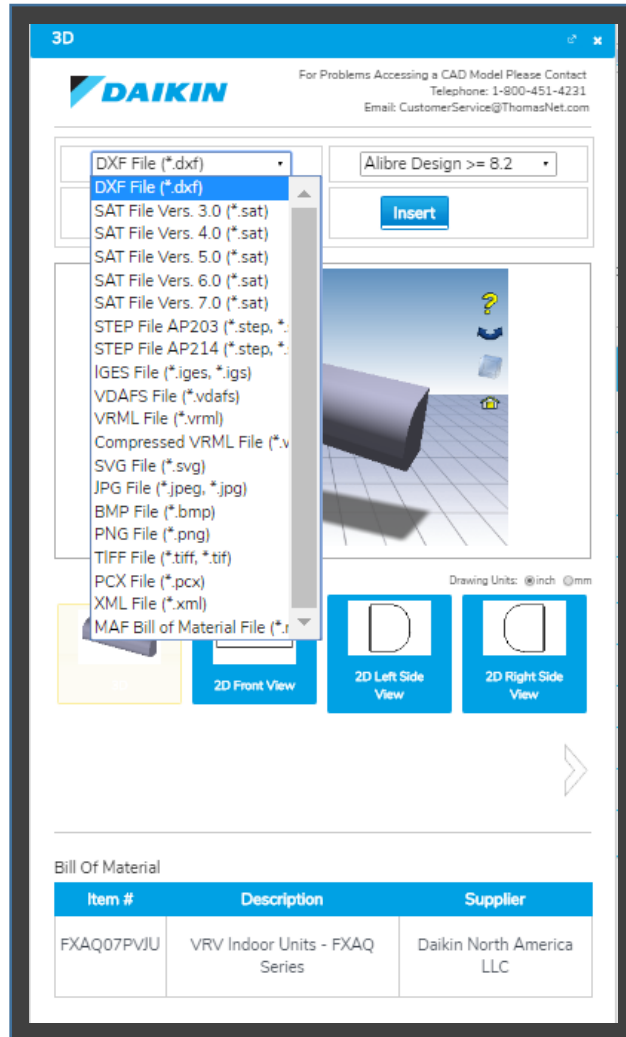 3D
For Problems Accessing a CAD Model Please Contact
Telephone: 1-800-451-4231
Email: CustomerService@ThomasNet.com
DAIKIN
DXF File (*.dxf)
Alibre Design >= 8.2
Insert
DXF File (*.dxf)
SAT File Vers. 3.0 (*.sat)
SAT File Vers. 4.0 (*.sat)
SAT File Vers. 5.0 (*.sat)
SAT File Vers. 6.0 (*.sat)
SAT File Vers. 7.0 (*.sat)
STEP File AP203 (*.step, *.
STEP File AP214 (*.step, *.
IGES File (*.iges, *.igs)
VDAFS File (*.vdafs)
VRML File (*.vrml)
Compressed VRML File (*.v
SVG File (*.svg)
JPG File (*.jpeg, *.jpg)
BMP File (*.bmp)
PNG File (*.png)
TIFF File (*.tiff, *.tif)
PCX File (*.pcx)
XML File (*.xml)
MAF Bill of Material File (*.
?
Drawing Units: inch mm
2D Front View
2D Left Side
View
2D Right Side
View
Bill Of Material
Item # Description Supplier
FXAQ07PVJU VRV Indoor Units - FXAQ Daikin North America
Series LLC